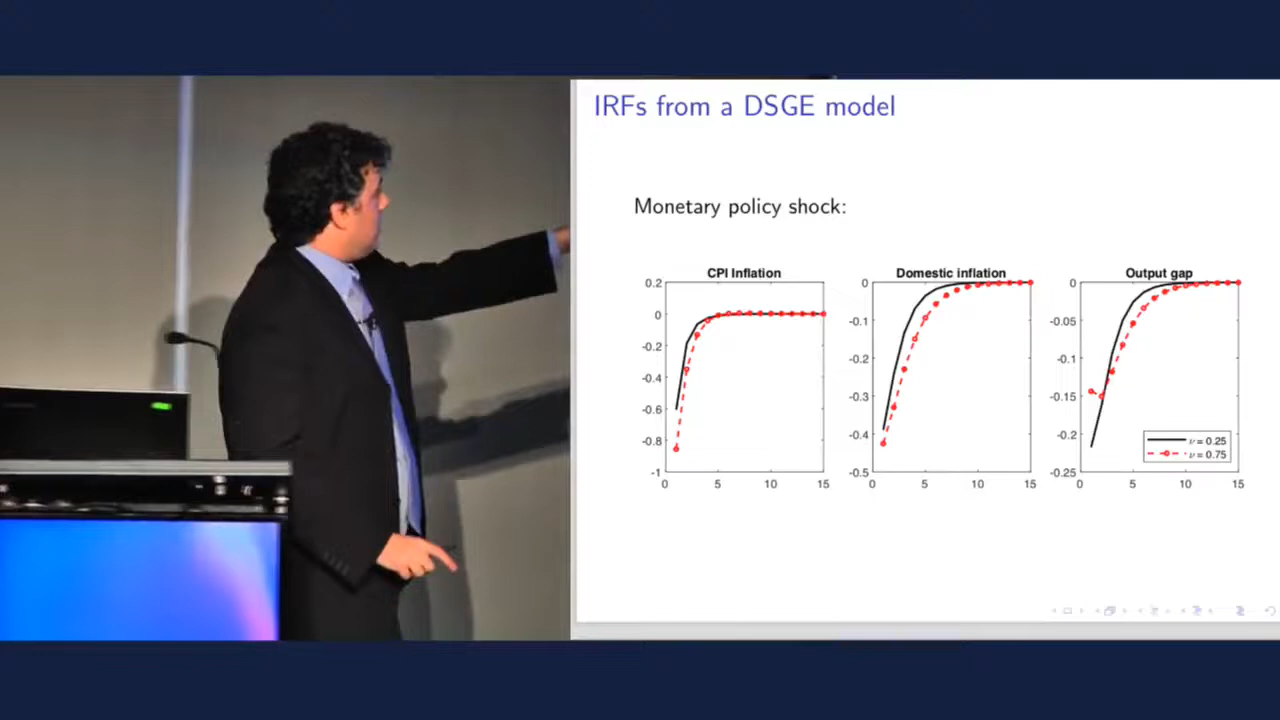 IRFs from a DSGE model
Monetary policy shock:
CPI Inflation
0.2
0
-0.2
-0.4
-0.6
-0.8
-1
0 5 10 15
Domestic inflation
0
-0.1
-0.2
-0.3
-0.4
-0.5
0 5 10 15
Output gap
0
-0.05
-0.1
-0.15
-0.2
-0.25
0 5 10 15
ν = 0.25
ν = 0.75